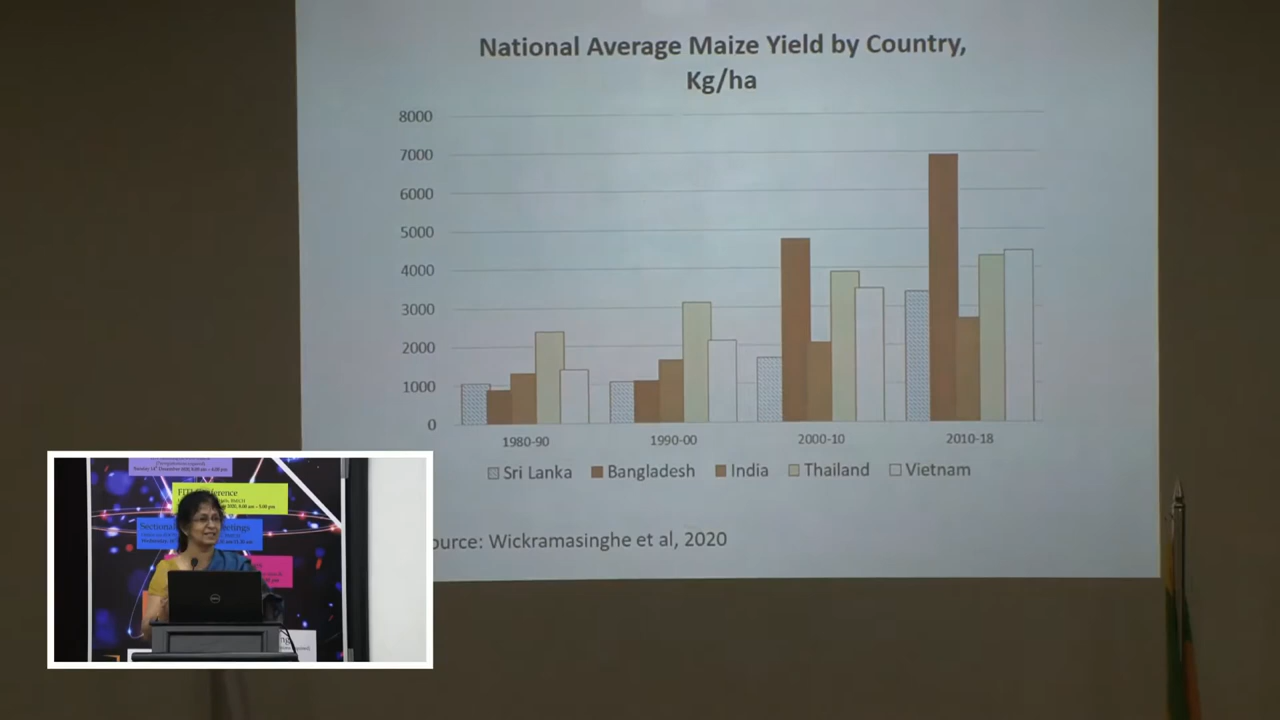 National Average Maize Yield by Country,
Kg/ha
8000
7000
6000
5000
4000
3000
2000
1000
0
1980-90
1990-00
2000-10
2010-18
Sri Lanka
Bangladesh
India
Thailand
Vietnam
ource: Wickramasinghe et al, 2020
DELL